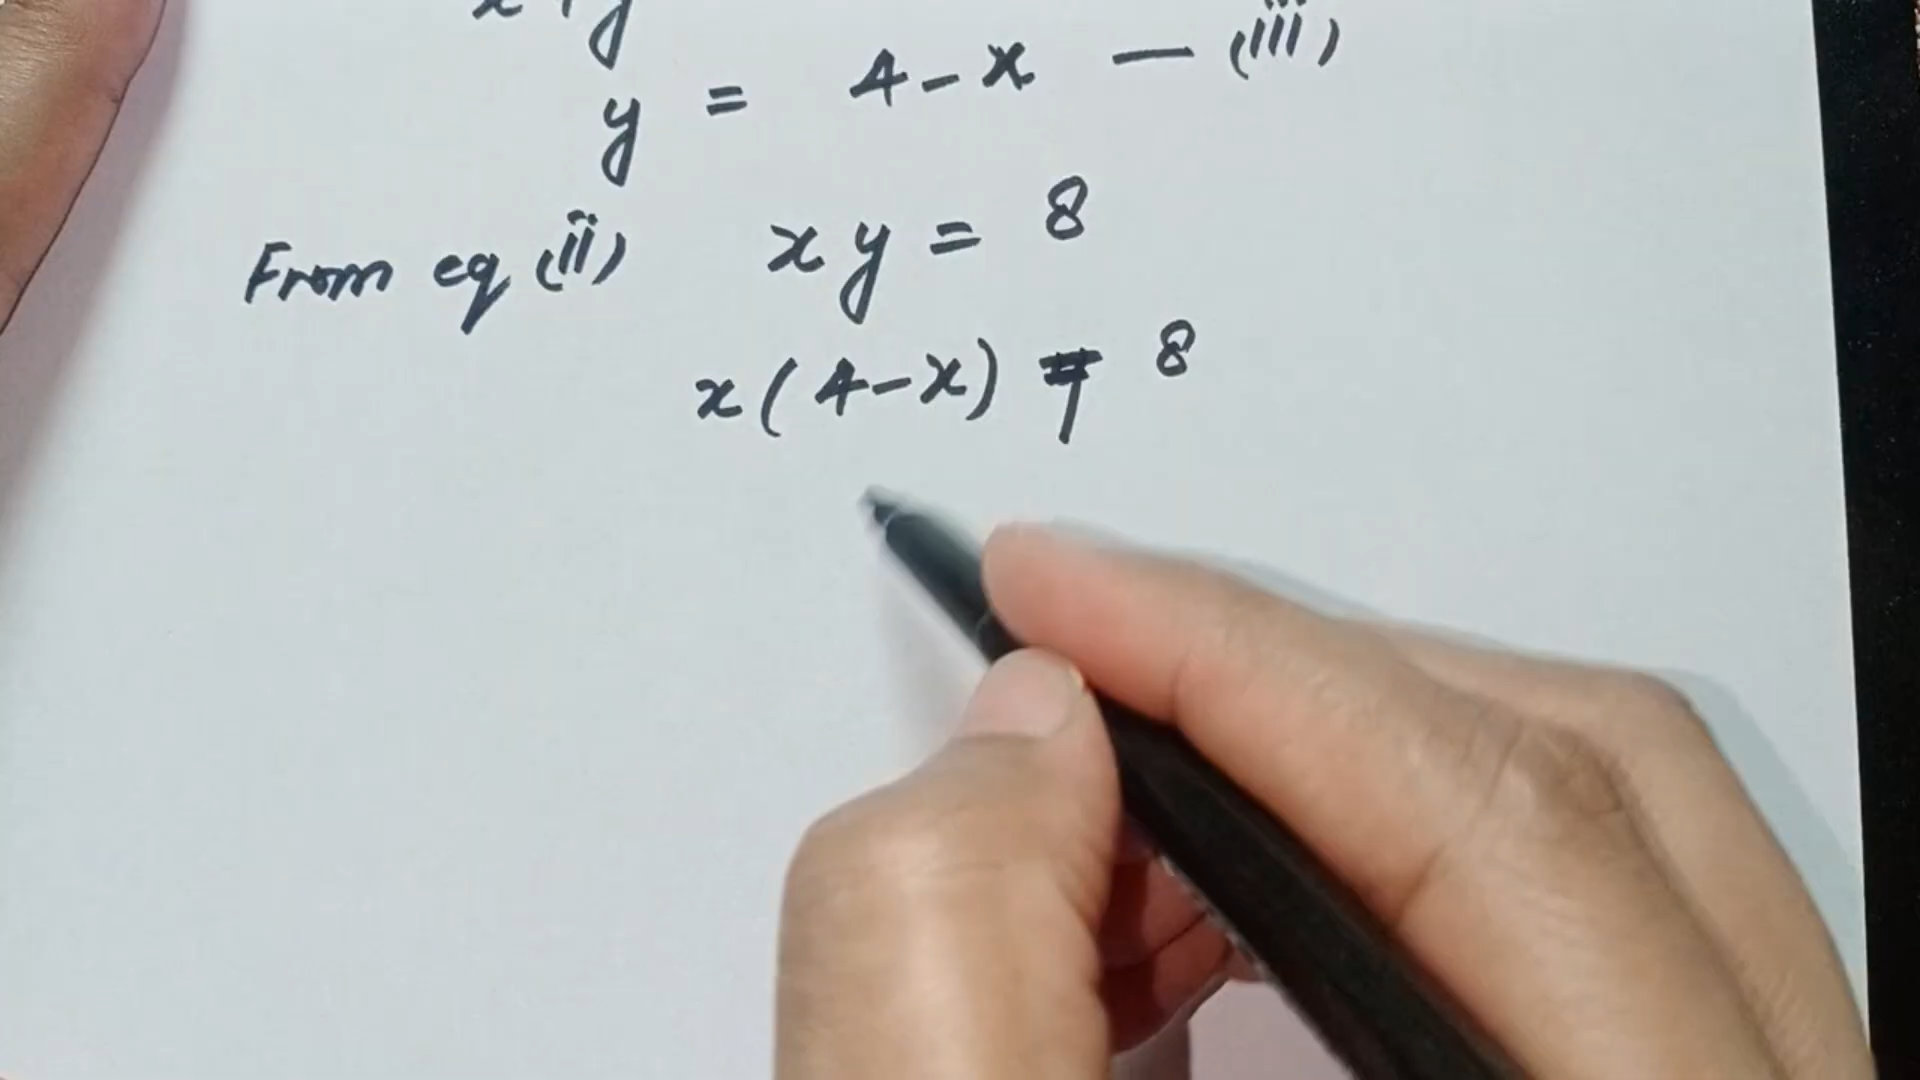 x + y
y = 4 - x — (iii)
From eq (ii) xy = 8
x(4-x) = 8